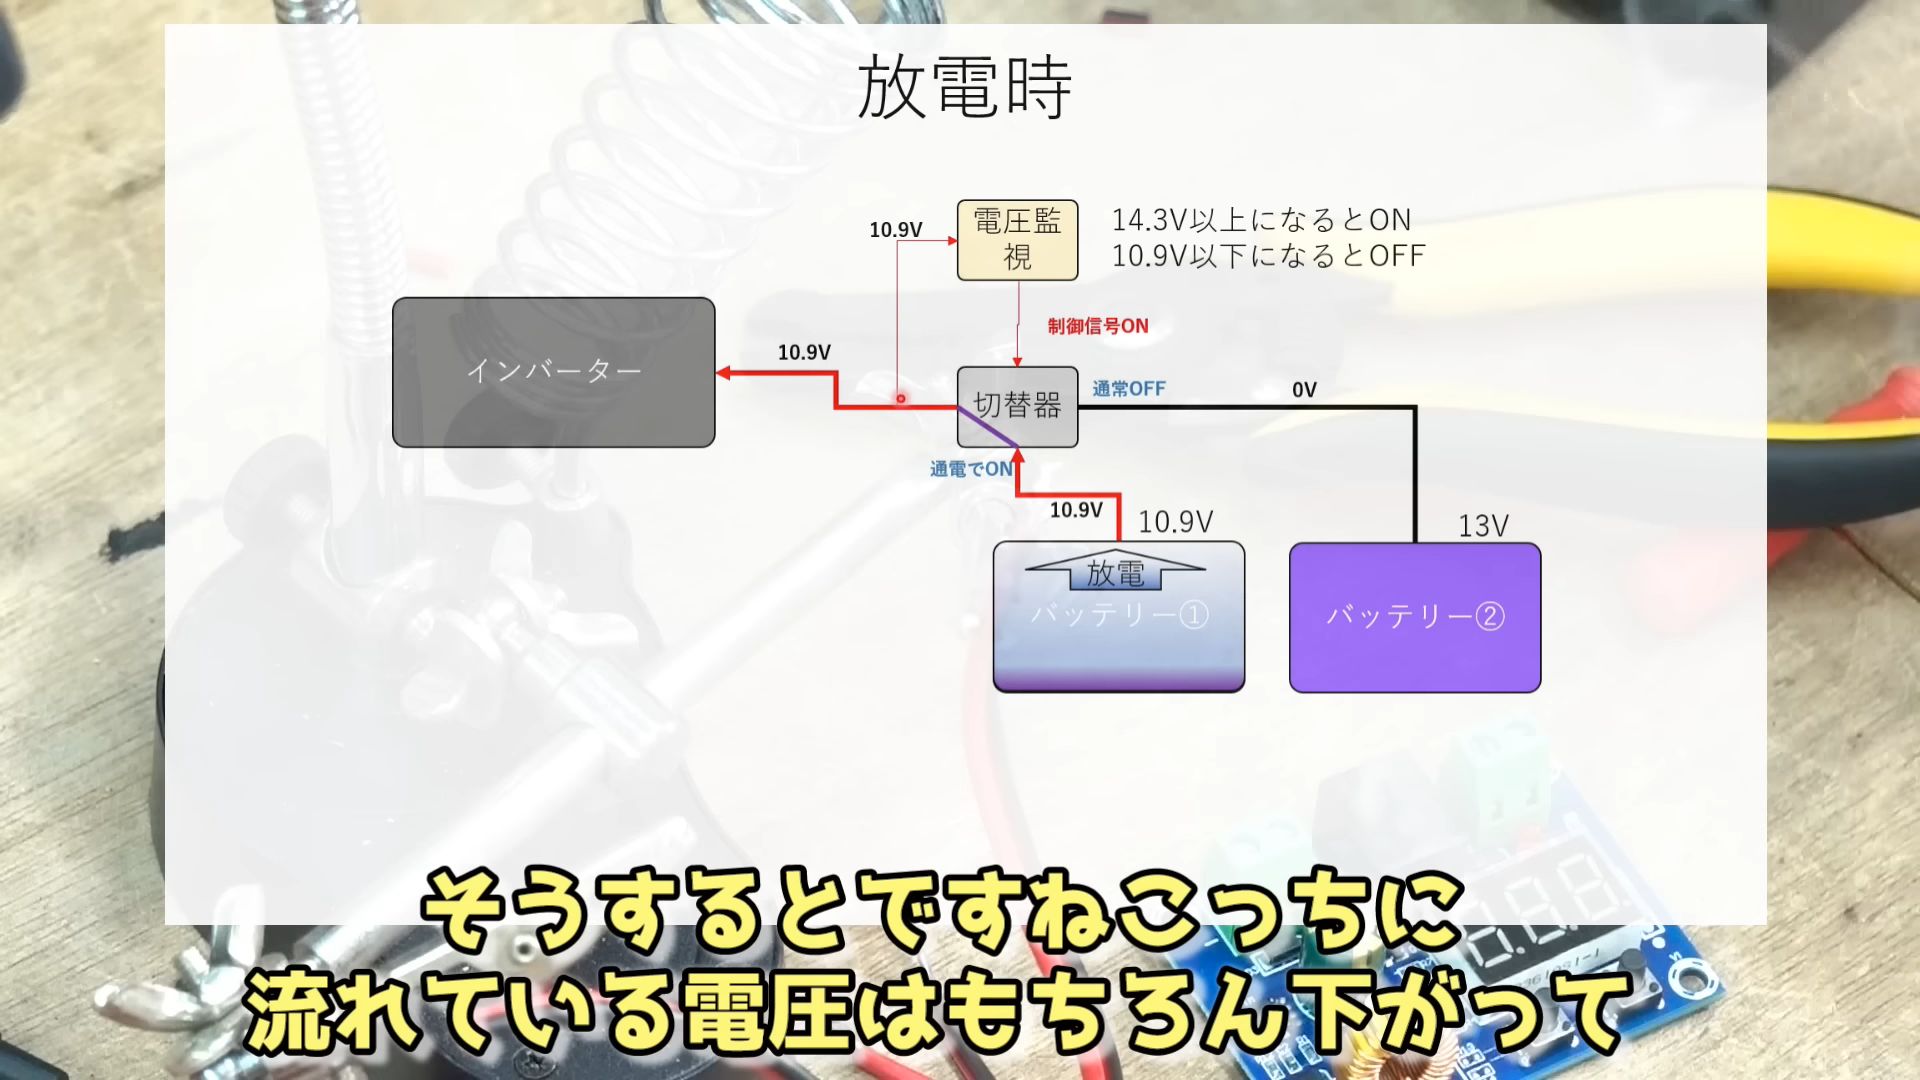 放電時
10.9V
電圧監
視
14.3V以上になるとON
10.9V以下になるとOFF
制御信号ON
インバーター
10.9V
切替器
通常OFF
0V
通電でON
10.9V
10.9V
13V
放電
バッテリー①
バッテリー②
そうするとですねこっちに
流れている電圧はもちろん下がって